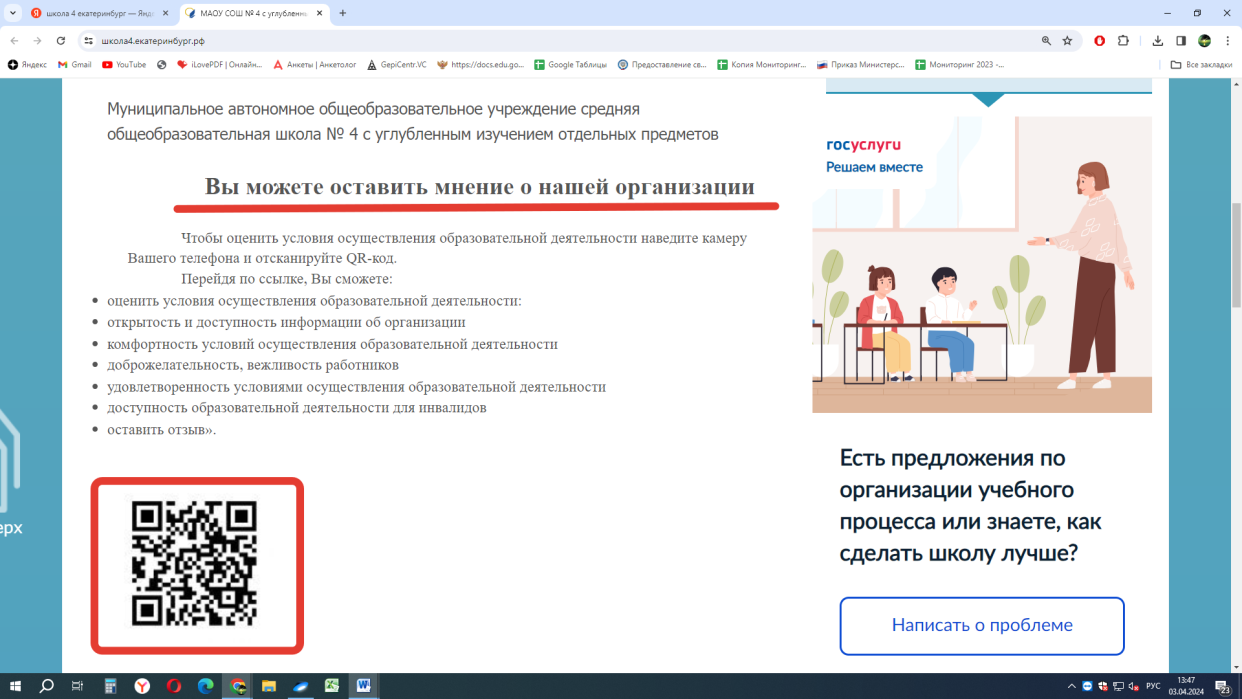 школа 4 екатеринбург — Янд
МАОУ СОШ № 4 с углубленны
школа4.екатеринбург.рф
Яндекс
Gmail
YouTube
iLovePDF | Онлайн...
Анкеты | Анкетолог
GepiCentr.VC
https://docs.edu.go...
Google Таблицы
Предоставление св...
Копия Мониторинг...
Приказ Министерс...
Мониторинг 2023 -...
Все закладки
Муниципальное автономное общеобразовательное учреждение средняя
общеобразовательная школа № 4 с углубленным изучением отдельных предметов
Вы можете оставить мнение о нашей организации
Чтобы оценить условия осуществления образовательной деятельности наведите камеру
Вашего телефона и отсканируйте QR-код.
Перейдя по ссылке, Вы сможете:
оценить условия осуществления образовательной деятельности:
открытость и доступность информации об организации
комфортность условий осуществления образовательной деятельности
доброжелательность, вежливость работников
удовлетворенность условиями осуществления образовательной деятельности
доступность образовательной деятельности для инвалидов
оставить отзыв».
ерх
госуслуги
Решаем вместе
Есть предложения по
организации учебного
процесса или знаете, как
сделать школу лучше?
Написать о проблеме
РУС
13:47
03.04.2024
23